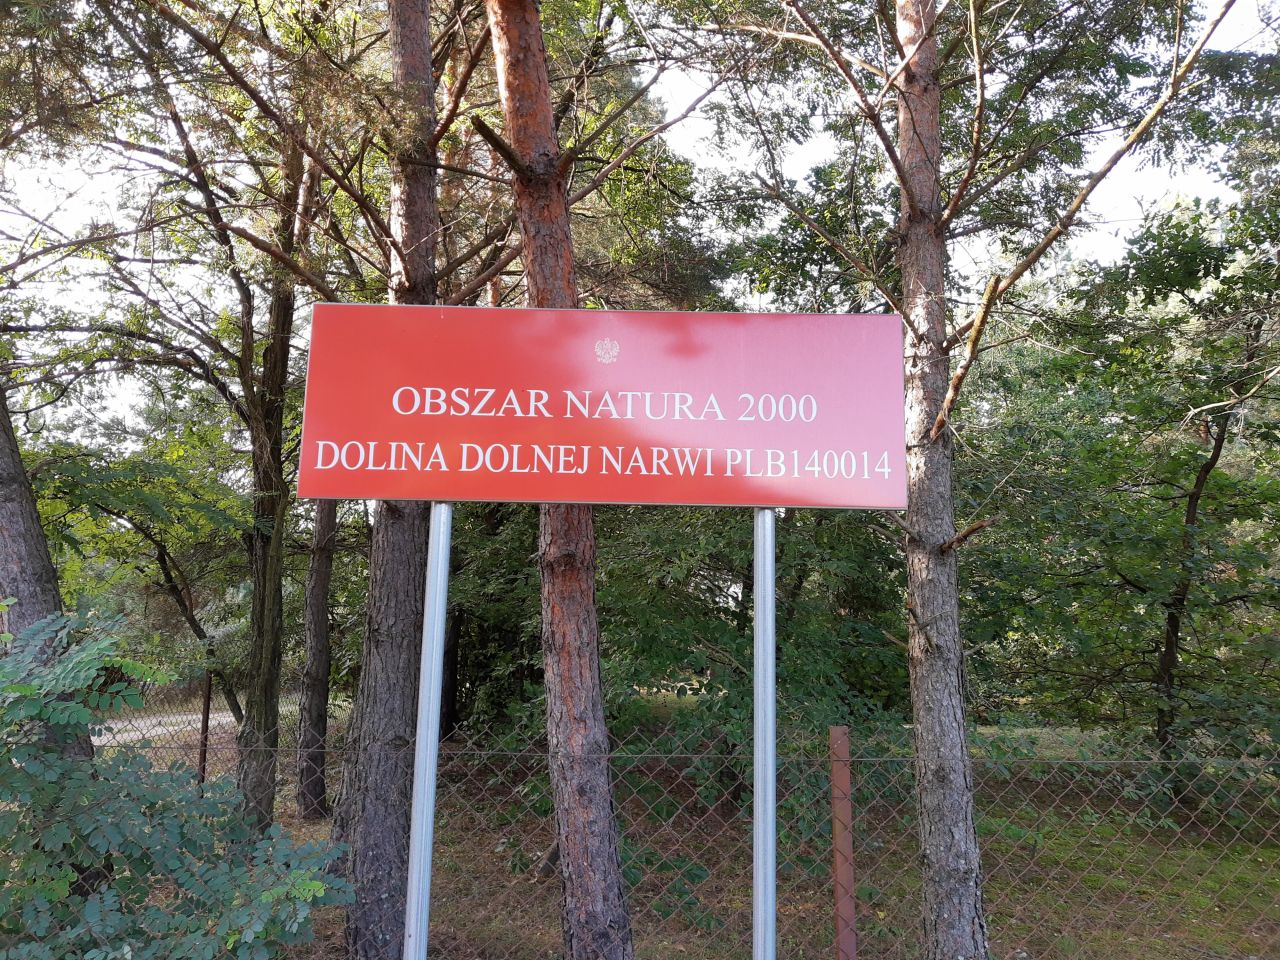 OBSZAR NATURA 2000
DOLINA DOLNEJ NARWI PLB140014